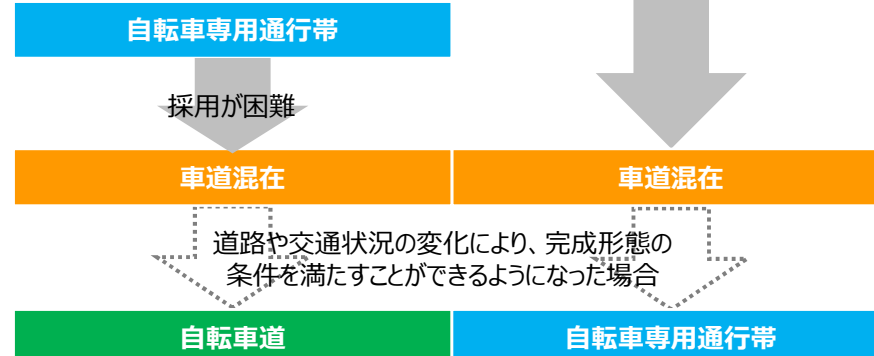 自転車専用通行帯
採用が困難
車道混在
車道混在
道路や交通状況の変化により、完成形態の
条件を満たすことができるようになった場合
自転車道
自転車専用通行帯